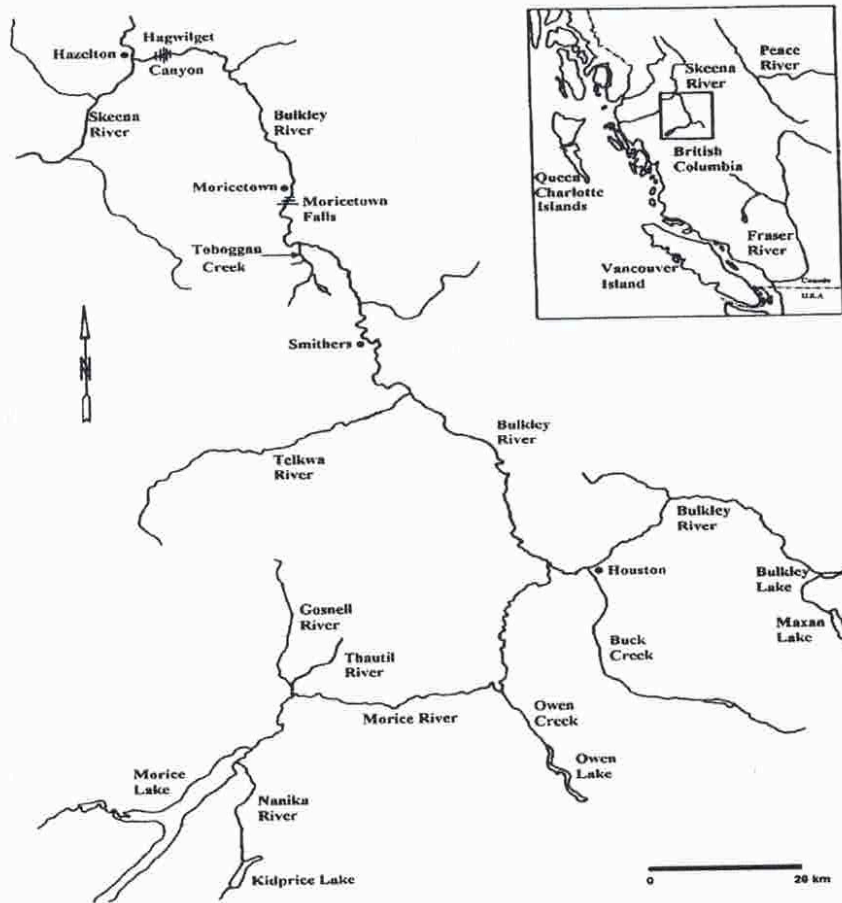 Hagwilget
Canyon
Hazelton
Skeena
River
Bulkley
River
Moricetown
Moricetown
Falls
Toboggan
Creek
N
Smithers
Telkwa
River
Bulkley
River
Bulkley
River
Houston
Bulkley
Lake
Maxan
Lake
Buck
Creek
Gosnell
River
Thautil
River
Morice River
Owen
Creek
Owen
Lake
Morice
Lake
Nanika
River
Kidprice Lake
0 20 km
Skeena
River
Peace
River
British
Columbia
Queen
Charlotte
Islands
Fraser
River
Vancouver
Island
Canada
U.S.A